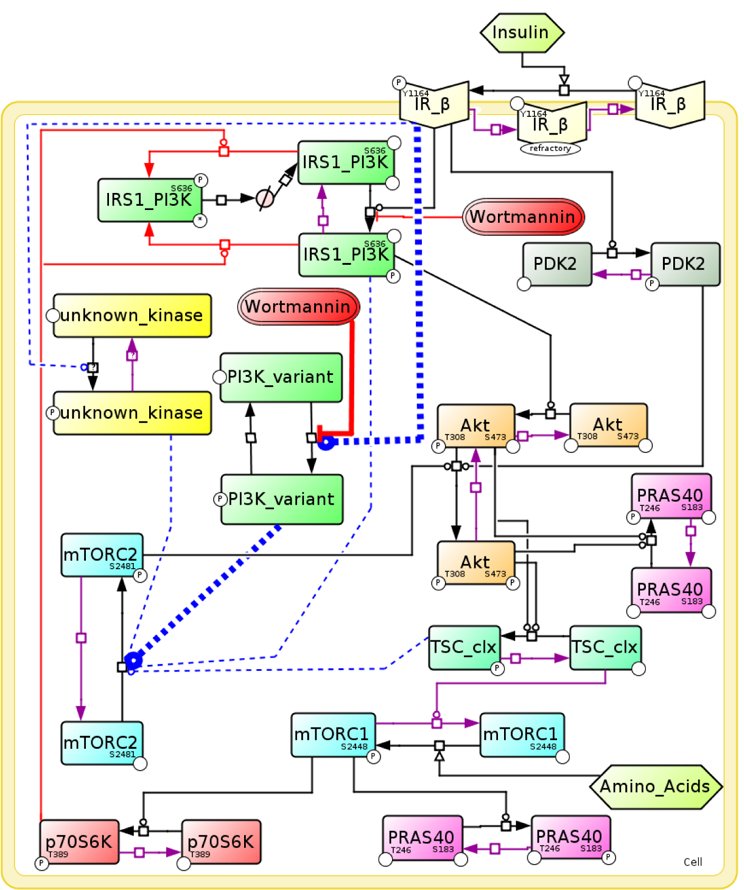 Insulin
P
Y1164
IR_β
Y1164
IR_β
refractory
Y1164
IR_β
S636
IRS1_PI3K
S636
IRS1_PI3K
P
*
Wortmannin
S636
IRS1_PI3K
P
PDK2
PDK2
P
unknown_kinase
Wortmannin
?
?
PI3K_variant
P
unknown_kinase
Akt
T308
S473
P
Akt
T308
S473
P
PI3K_variant
PRAS40
T246
S183
P
mTORC2
S2481
P
Akt
T308
S473
P
P
PRAS40
T246
S183
TSC_clx
P
TSC_clx
mTORC2
S2481
mTORC1
S2448
P
mTORC1
S2448
Amino_Acids
p70S6K
T389
P
p70S6K
T389
PRAS40
T246
S183
PRAS40
T246
S183
P
Cell